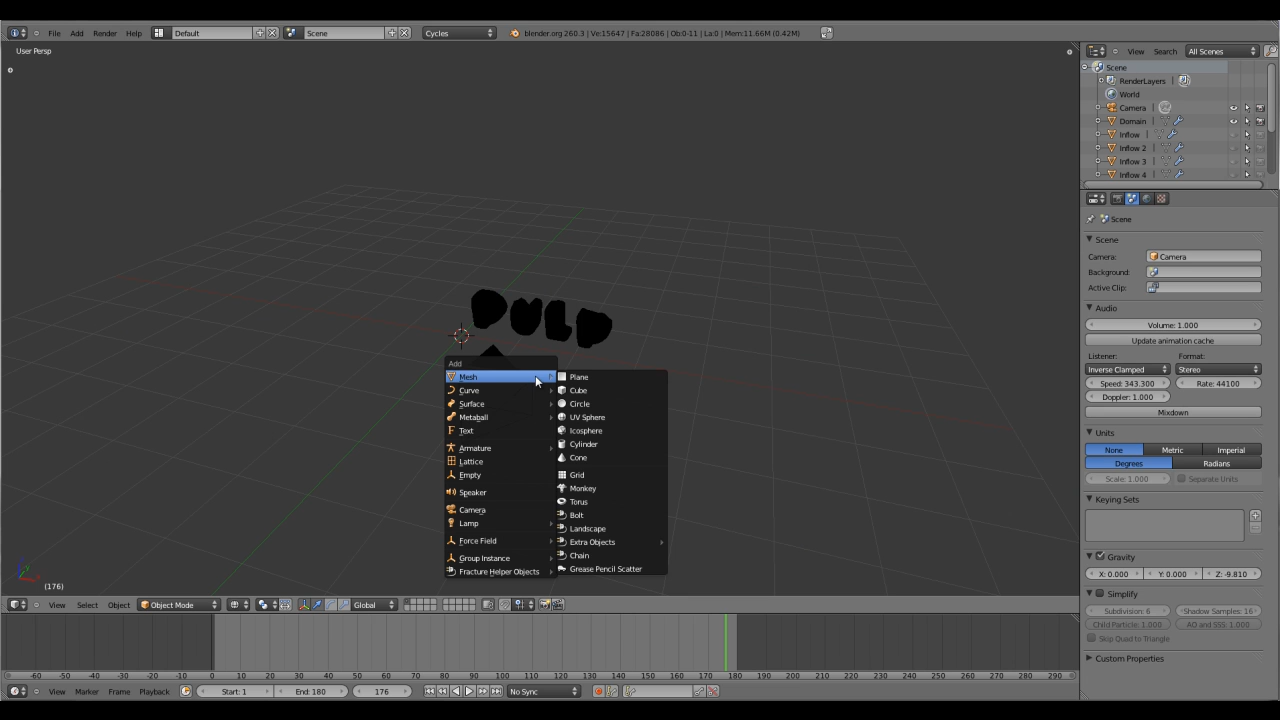 File Add Render Help Default Scene Cycles blender.org 260.3 | Ve:15647 | Fa:28086 | Ob:0-11 | La:0 | Mem:11.66M (0.42M)
User Persp
View Search All Scenes
Scene
RenderLayers
World
Camera
Domain
Inflow
Inflow 2
Inflow 3
Inflow 4
Scene
Scene
Camera: Camera
Background:
Active Clip:
Audio
Volume: 1.000
Update animation cache
Listener: Format:
Inverse Clamped Stereo
Speed: 343.300 Rate: 44100
Doppler: 1.000
Mixdown
Units
None Metric Imperial
Degrees Radians
Scale: 1.000 Separate Units
Keying Sets
Gravity
X: 0.000 Y: 0.000 Z: -9.810
Simplify
Subdivision: 6 Shadow Samples: 16
Child Particle: 1.000 AO and SSS: 1.000
Skip Quad to Triangle
Custom Properties
PULP
Add
Mesh
Curve
Surface
Metaball
Text
Armature
Lattice
Empty
Speaker
Camera
Lamp
Force Field
Group Instance
Fracture Helper Objects
Plane
Cube
Circle
UV Sphere
Icosphere
Cylinder
Cone
Grid
Monkey
Torus
Bolt
Landscape
Extra Objects
Chain
Grease Pencil Scatter
(176)
View Select Object Object Mode Global
-60 -50 -40 -30 -20 -10 0 10 20 30 40 50 60 70 80 90 100 110 120 130 140 150 160 170 180 190 200 210 220 230 240 250 260 270 280 290
View Marker Frame Playback Start: 1 End: 180 176 No Sync